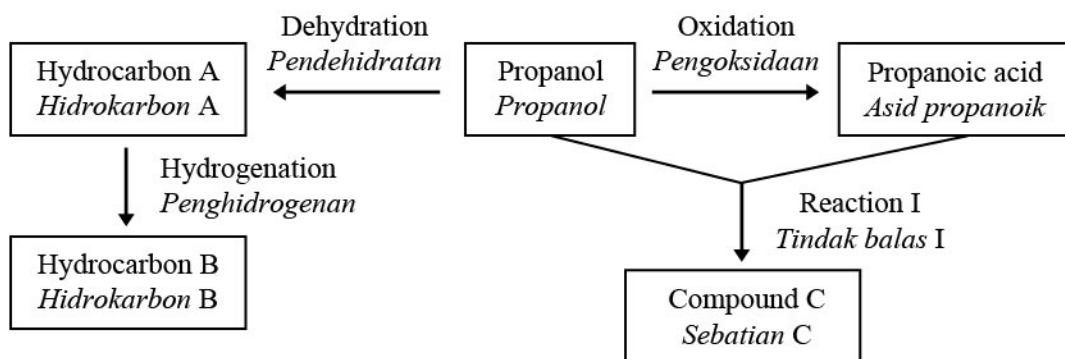 Dehydration
Pendehidratan
Oxidation
Pengoksidaan
Hydrocarbon A
Hidrokarbon A
Propanol
Propanol
Propanoic acid
Asid propanoik
Hydrogenation
Penghidrogenan
Reaction I
Tindak balas I
Hydrocarbon B
Hidrokarbon B
Compound C
Sebatian C